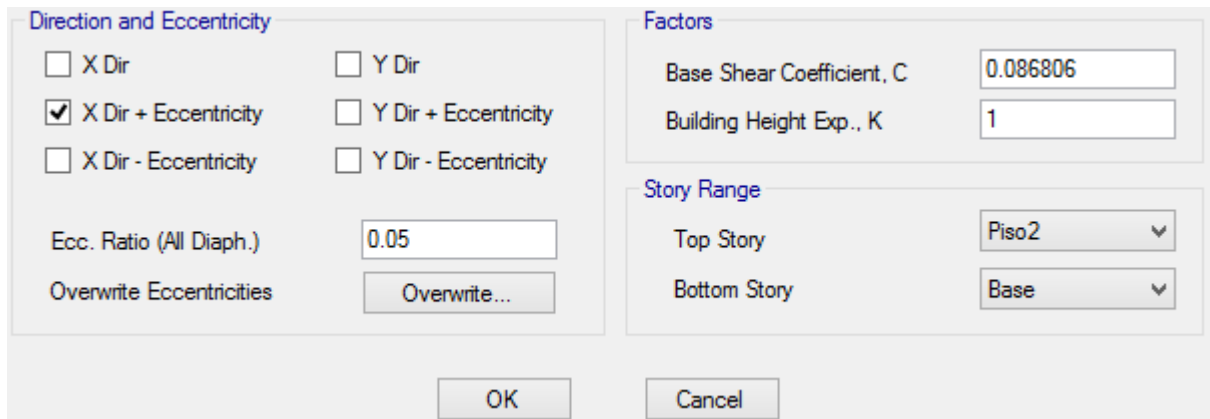 Direction and Eccentricity
X Dir
Y Dir
X Dir + Eccentricity
Y Dir + Eccentricity
X Dir - Eccentricity
Y Dir - Eccentricity
Ecc. Ratio (All Diaph.)
0.05
Overwrite Eccentricities
Overwrite...
Factors
Base Shear Coefficient, C
0.086806
Building Height Exp., K
1
Story Range
Top Story
Piso2
Bottom Story
Base
OK
Cancel